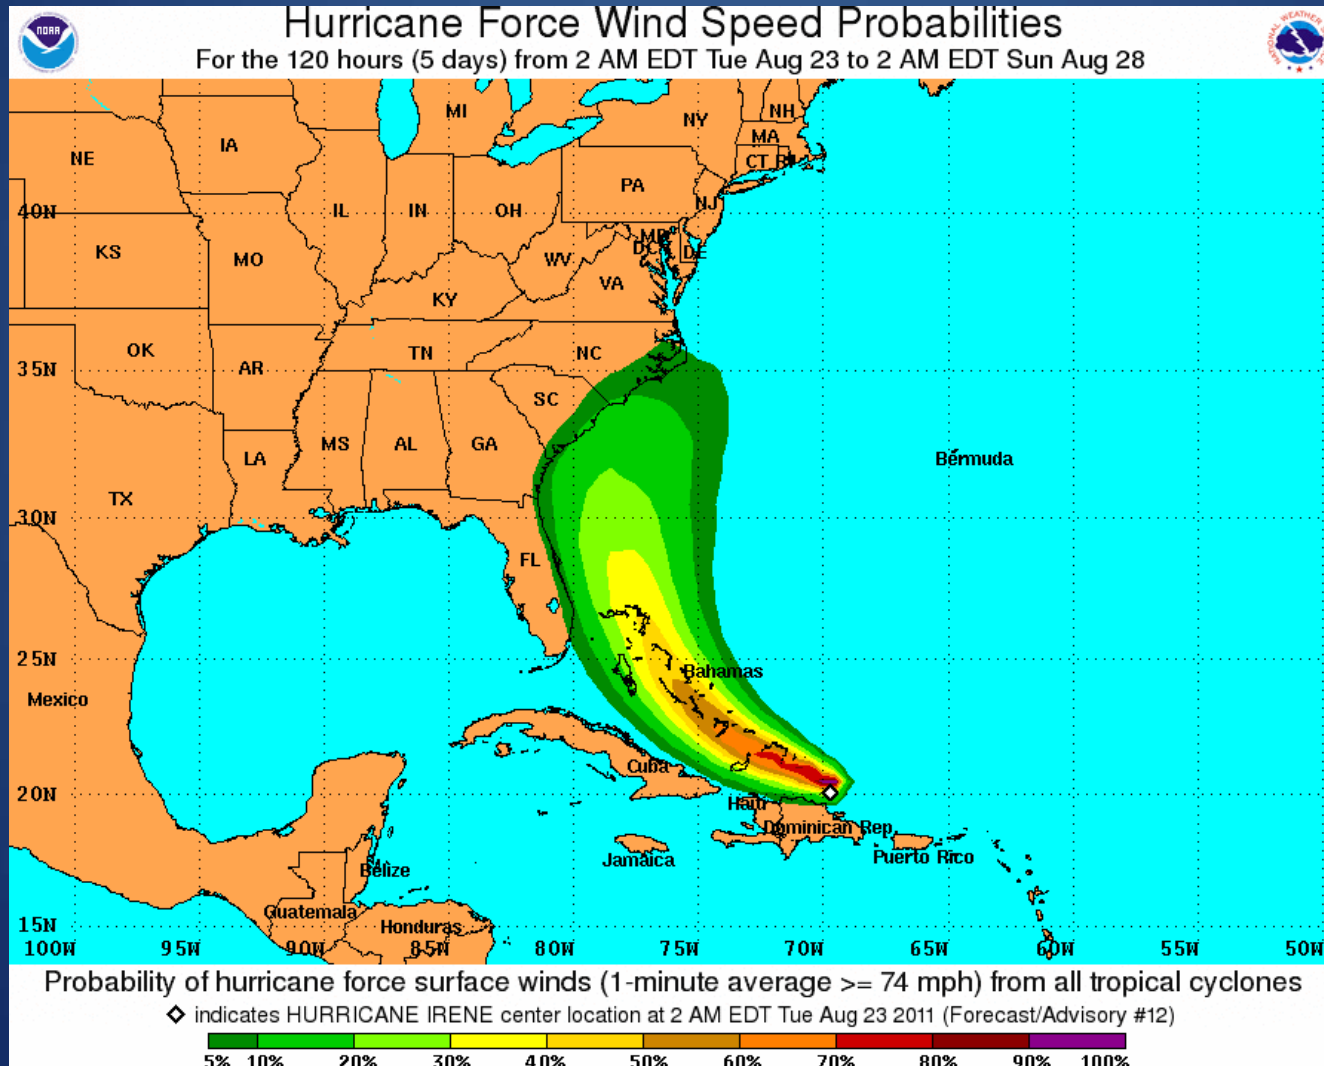 Hurricane Force Wind Speed Probabilities
For the 120 hours (5 days) from 2 AM EDT Tue Aug 23 to 2 AM EDT Sun Aug 28
NOAA
NATIONAL WEATHER
MI
NY
NH
MA
CT RI
NE
IA
PA
NJ
40N
IL
IN
OH
MD
DC
DE
KS
MO
WV
VA
KY
OK
AR
TN
NC
35N
SC
MS
AL
GA
LA
Bermuda
TX
30N
FL
25N
Bahamas
Mexico
Cuba
20N
Haiti
Dominican Rep.
Jamaica
Puerto Rico
Belize
Guatemala
Honduras
15N
100W 95W 90W 85W 80W 75W 70W 65W 60W 55W 50W
Probability of hurricane force surface winds (1-minute average >= 74 mph) from all tropical cyclones
indicates HURRICANE IRENE center location at 2 AM EDT Tue Aug 23 2011 (Forecast/Advisory #12)
5% 10% 20% 30% 40% 50% 60% 70% 80% 90% 100%